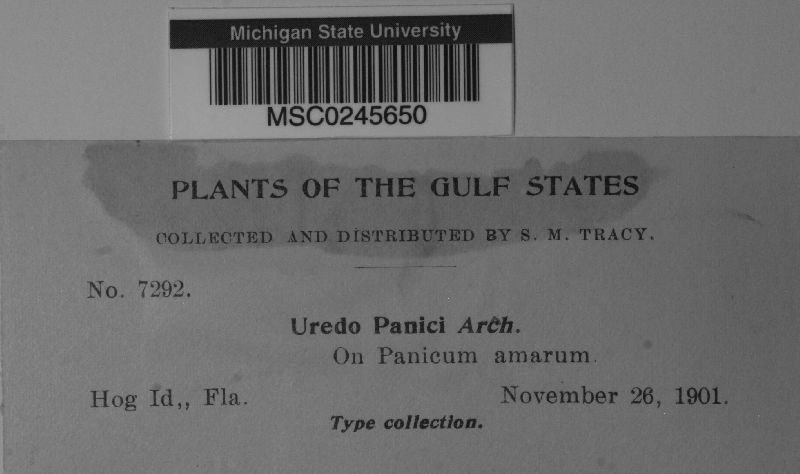 Michigan State University
MSC0245650
PLANTS OF THE GULF STATES
COLLECTED AND DISTRIBUTED BY S. M. TRACY.
No. 7292.
Uredo Panici Arth.
On Panicum amarum.
Hog Id,, Fla. November 26, 1901.
Type collection.